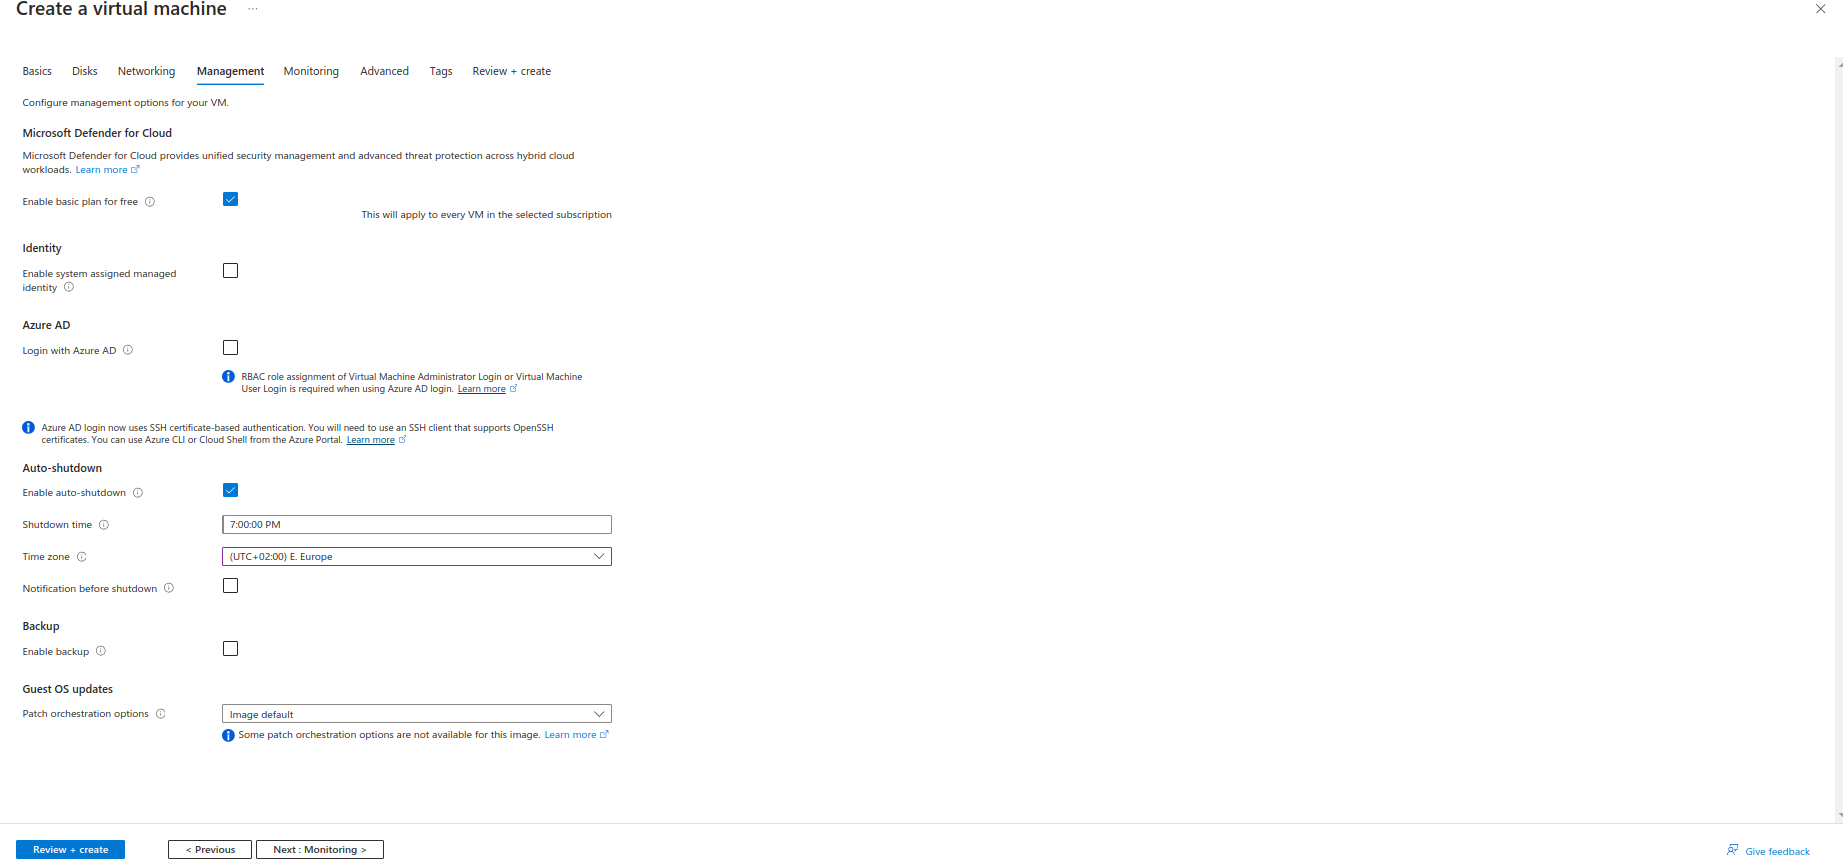 Create a virtual machine ...
Basics Disks Networking Management Monitoring Advanced Tags Review + create
Configure management options for your VM.
Microsoft Defender for Cloud
Microsoft Defender for Cloud provides unified security management and advanced threat protection across hybrid cloud
workloads. Learn more
Enable basic plan for free
This will apply to every VM in the selected subscription
Identity
Enable system assigned managed
identity
Azure AD
Login with Azure AD
RBAC role assignment of Virtual Machine Administrator Login or Virtual Machine
User Login is required when using Azure AD login. Learn more
Azure AD login now uses SSH certificate-based authentication. You will need to use an SSH client that supports OpenSSH
certificates. You can use Azure CLI or Cloud Shell from the Azure Portal. Learn more
Auto-shutdown
Enable auto-shutdown
Shutdown time 7:00:00 PM
Time zone (UTC+02:00) E. Europe
Notification before shutdown
Backup
Enable backup
Guest OS updates
Patch orchestration options Image default
Some patch orchestration options are not available for this image. Learn more
Review + create < Previous Next : Monitoring > Give feedback